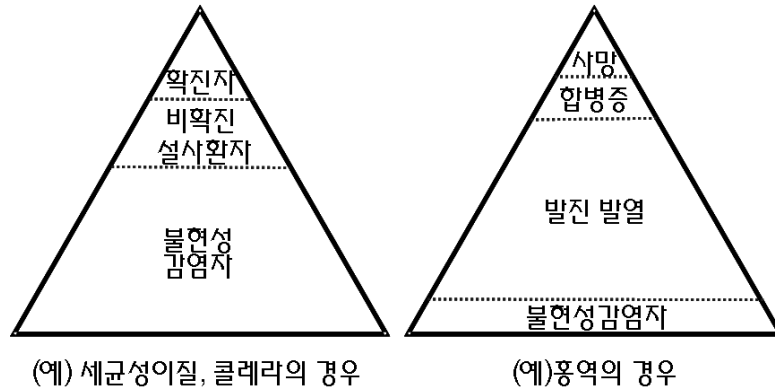 확진자
비확진
설사환자
불현성
감염자
(예) 세균성이질, 콜레라의 경우
사망
합병증
발진 발열
불현성감염자
(예)홍역의 경우